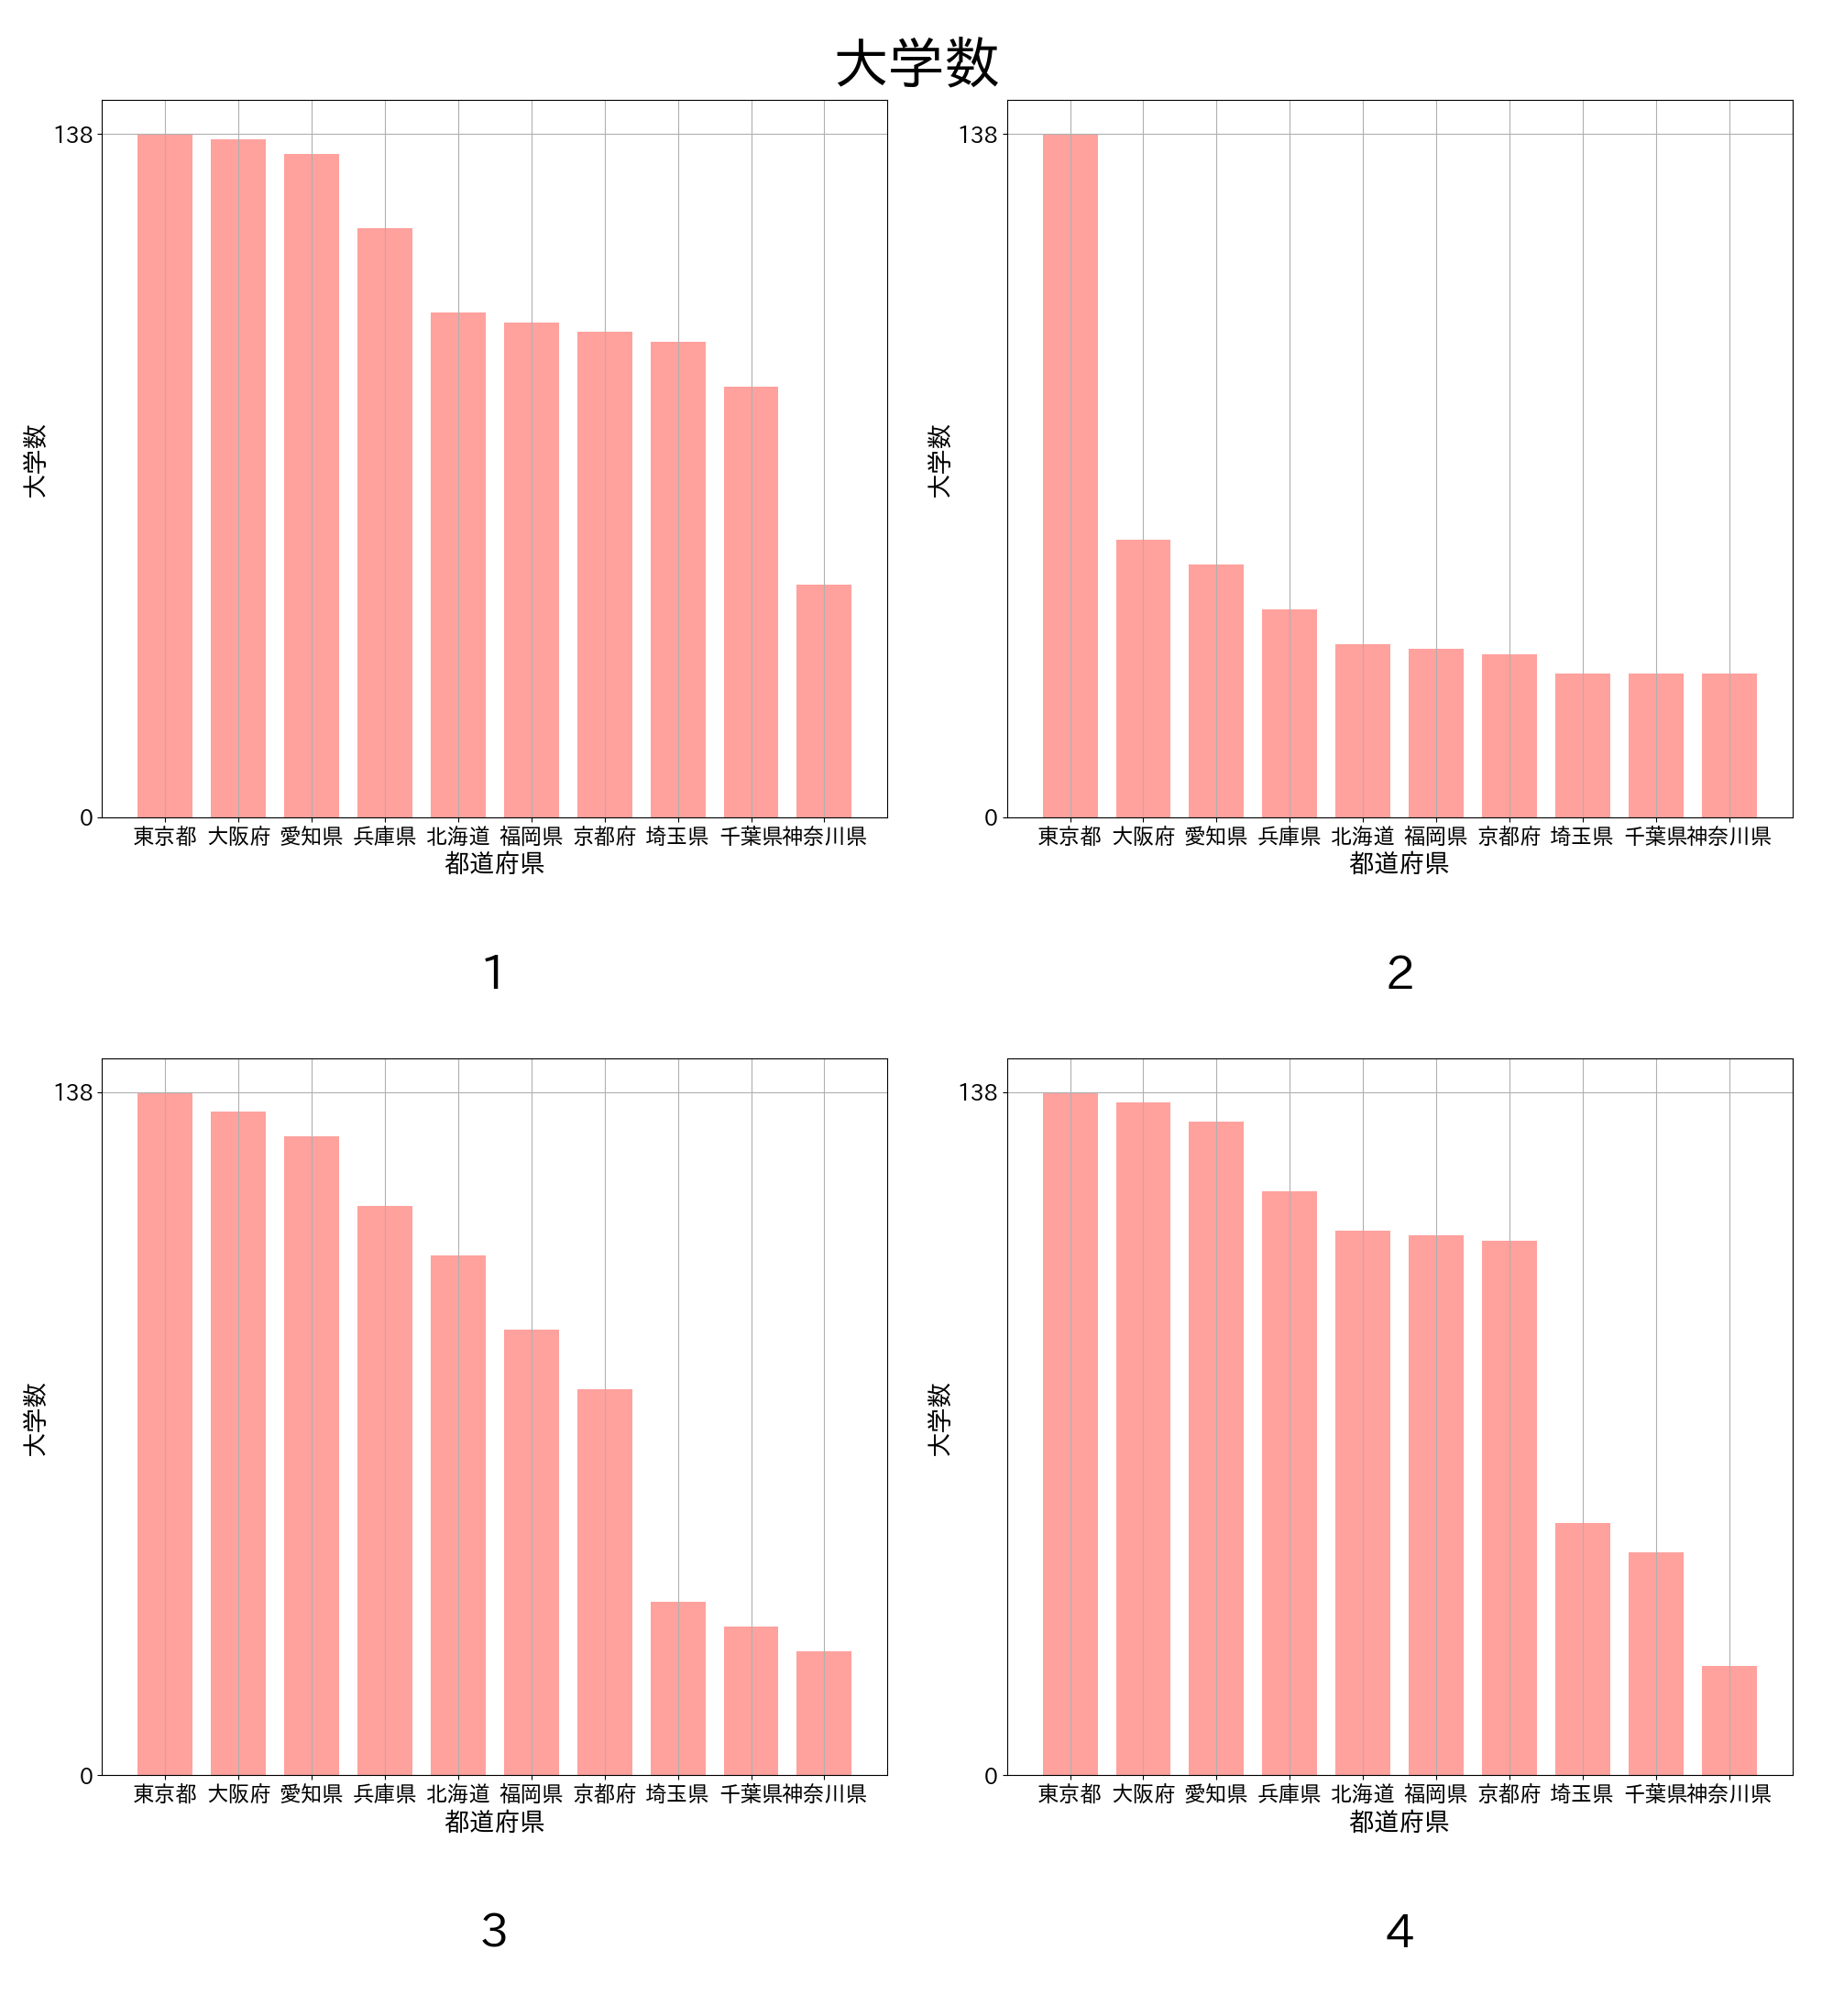 大学数
138
大学数
0
東京都 大阪府 愛知県 兵庫県 北海道 福岡県 京都府 埼玉県 千葉県 神奈川県
都道府県
1
138
大学数
0
東京都 大阪府 愛知県 兵庫県 北海道 福岡県 京都府 埼玉県 千葉県 神奈川県
都道府県
2
138
大学数
0
東京都 大阪府 愛知県 兵庫県 北海道 福岡県 京都府 埼玉県 千葉県 神奈川県
都道府県
3
138
大学数
0
東京都 大阪府 愛知県 兵庫県 北海道 福岡県 京都府 埼玉県 千葉県 神奈川県
都道府県
4